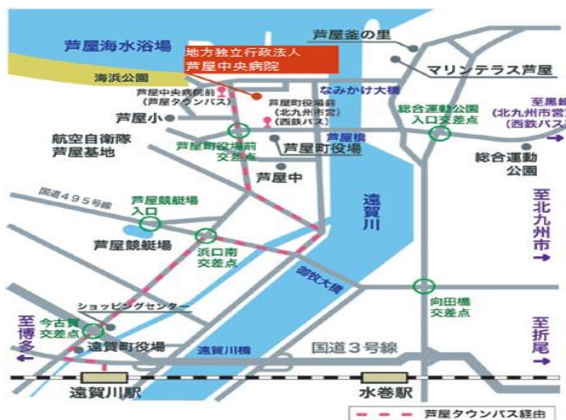 芦屋海水浴場
地方独立行政法人
芦屋中央病院
芦屋釜の里
マリンテラス芦屋
海浜公園
なみかけ大橋
芦屋中央病院前
(芦屋タウンバス)
芦屋町役場前
(北九州市営)
(西鉄バス)
総合運動公園
入口交差点
至黒崎
(北九州市営)
(西鉄バス)
芦屋小
航空自衛隊
芦屋基地
芦屋町役場前
交差点
芦屋橋
芦屋町役場
総合運動
公園
芦屋中
国道495号線
芦屋競艇場
入口
遠賀川
至北九州市
芦屋競艇場
浜口南
交差点
御牧大橋
向田橋
交差点
ショッピングセンター
今古賀
交差点
至博多
遠賀町役場
遠賀川橋
国道3号線
至折尾
遠賀川駅
水巻駅
芦屋タウンバス経由